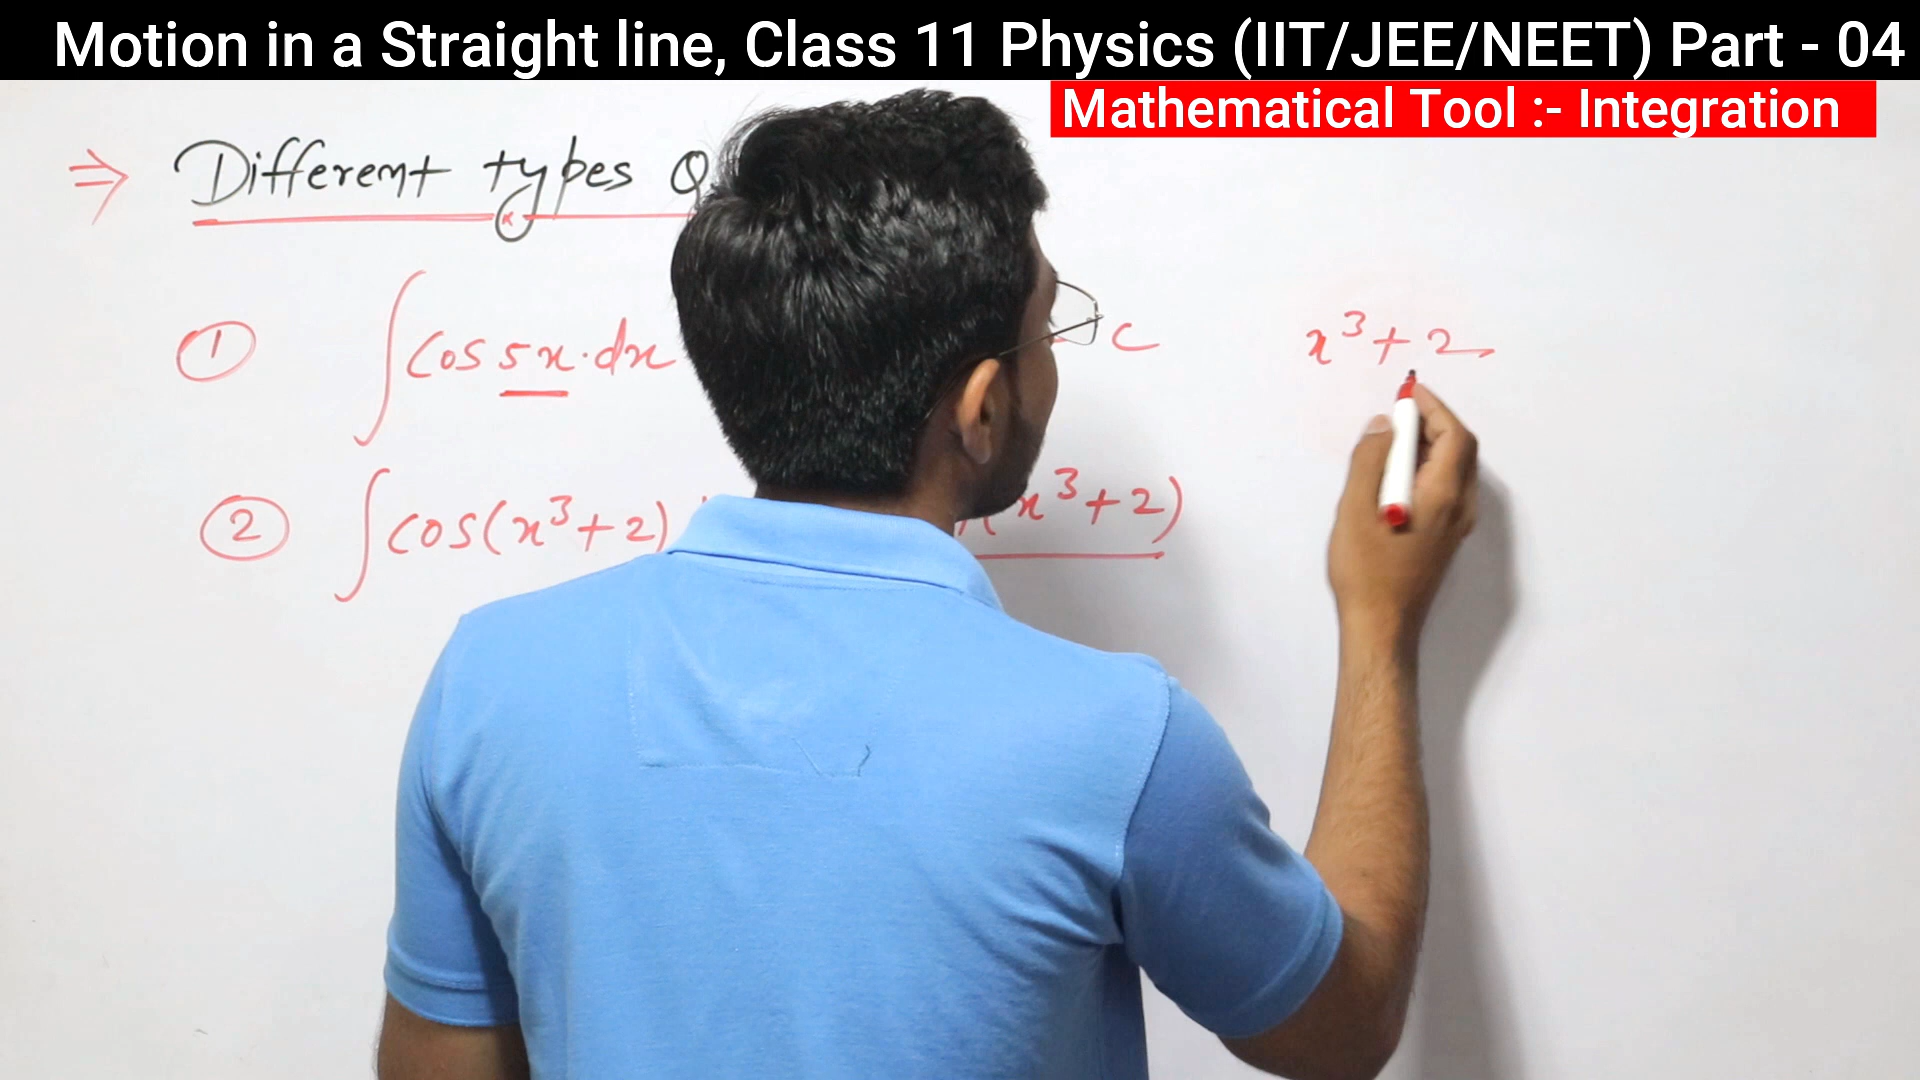 Motion in a Straight line, Class 11 Physics (IIT/JEE/NEET) Part - 04
Mathematical Tool :- Integration
⇒ Different types Q
① ∫cos 5x·dx c
x³+2
② ∫cos(x³+2) x³+2)